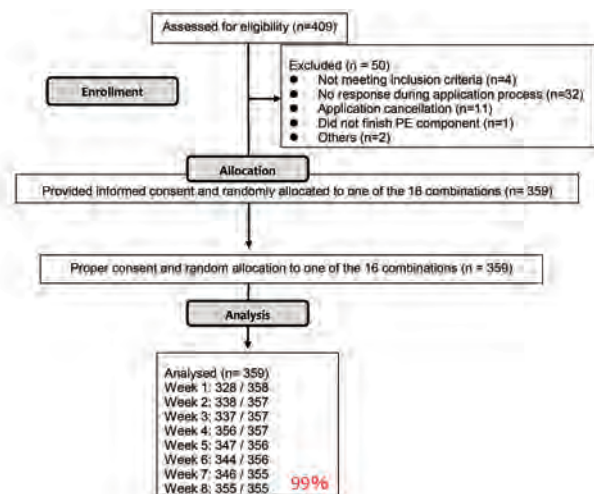 Assessed for eligibility (n=409)
Excluded (n = 50)
● Not meeting inclusion criteria (n=4)
● No response during application process (n=32)
● Application cancellation (n=11)
● Did not finish PE component (n=1)
● Others (n=2)
Enrollment
Allocation
Provided informed consent and randomly allocated to one of the 16 combinations (n= 359)
Proper consent and random allocation to one of the 16 combinations (n = 359)
Analysis
Analysed (n= 359)
Week 1: 328 / 358
Week 2: 338 / 357
Week 3: 337 / 357
Week 4: 356 / 357
Week 5: 347 / 356
Week 6: 344 / 356
Week 7: 346 / 355
Week 8: 355 / 355 99%